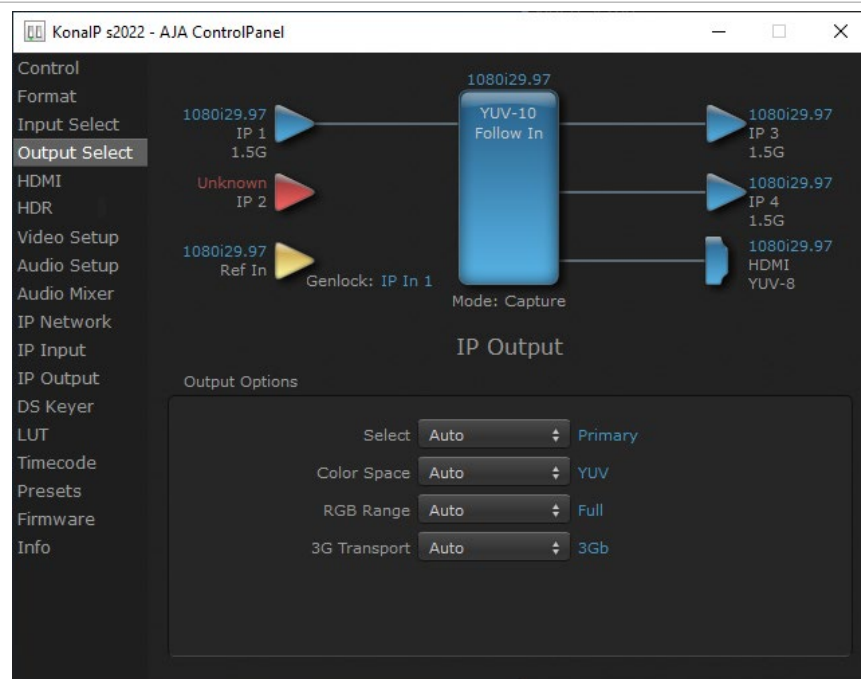 KonaIP s2022 - AJA ControlPanel
Control
Format
Input Select
Output Select
HDMI
HDR
Video Setup
Audio Setup
Audio Mixer
IP Network
IP Input
IP Output
DS Keyer
LUT
Timecode
Presets
Firmware
Info
1080i29.97
1080i29.97
IP 1
1.5G
Unknown
IP 2
1080i29.97
Ref In
Genlock: IP In 1
YUV-10
Follow In
Mode: Capture
1080i29.97
IP 3
1.5G
1080i29.97
IP 4
1.5G
1080i29.97
HDMI
YUV-8
IP Output
Output Options
Select Auto Primary
Color Space Auto YUV
RGB Range Auto Full
3G Transport Auto 3Gb